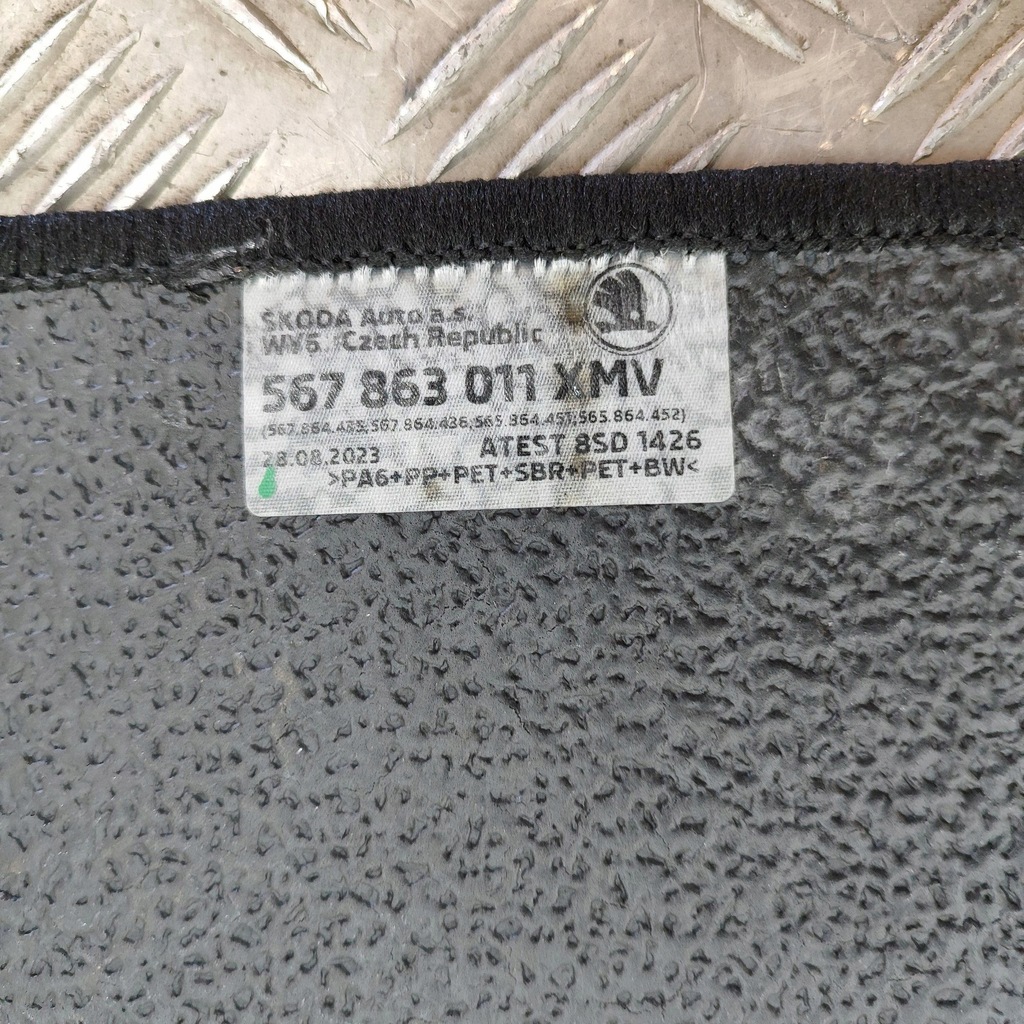 ŠKODA Auto a.s.
WV6 Czech Republic
567 863 011 XMV
(567.864.435,567.864.436,565.864.451,565.864.452)
28.08.2023 ATEST 8SD 1426
>PA6+PP+PET+SBR+PET+BW<